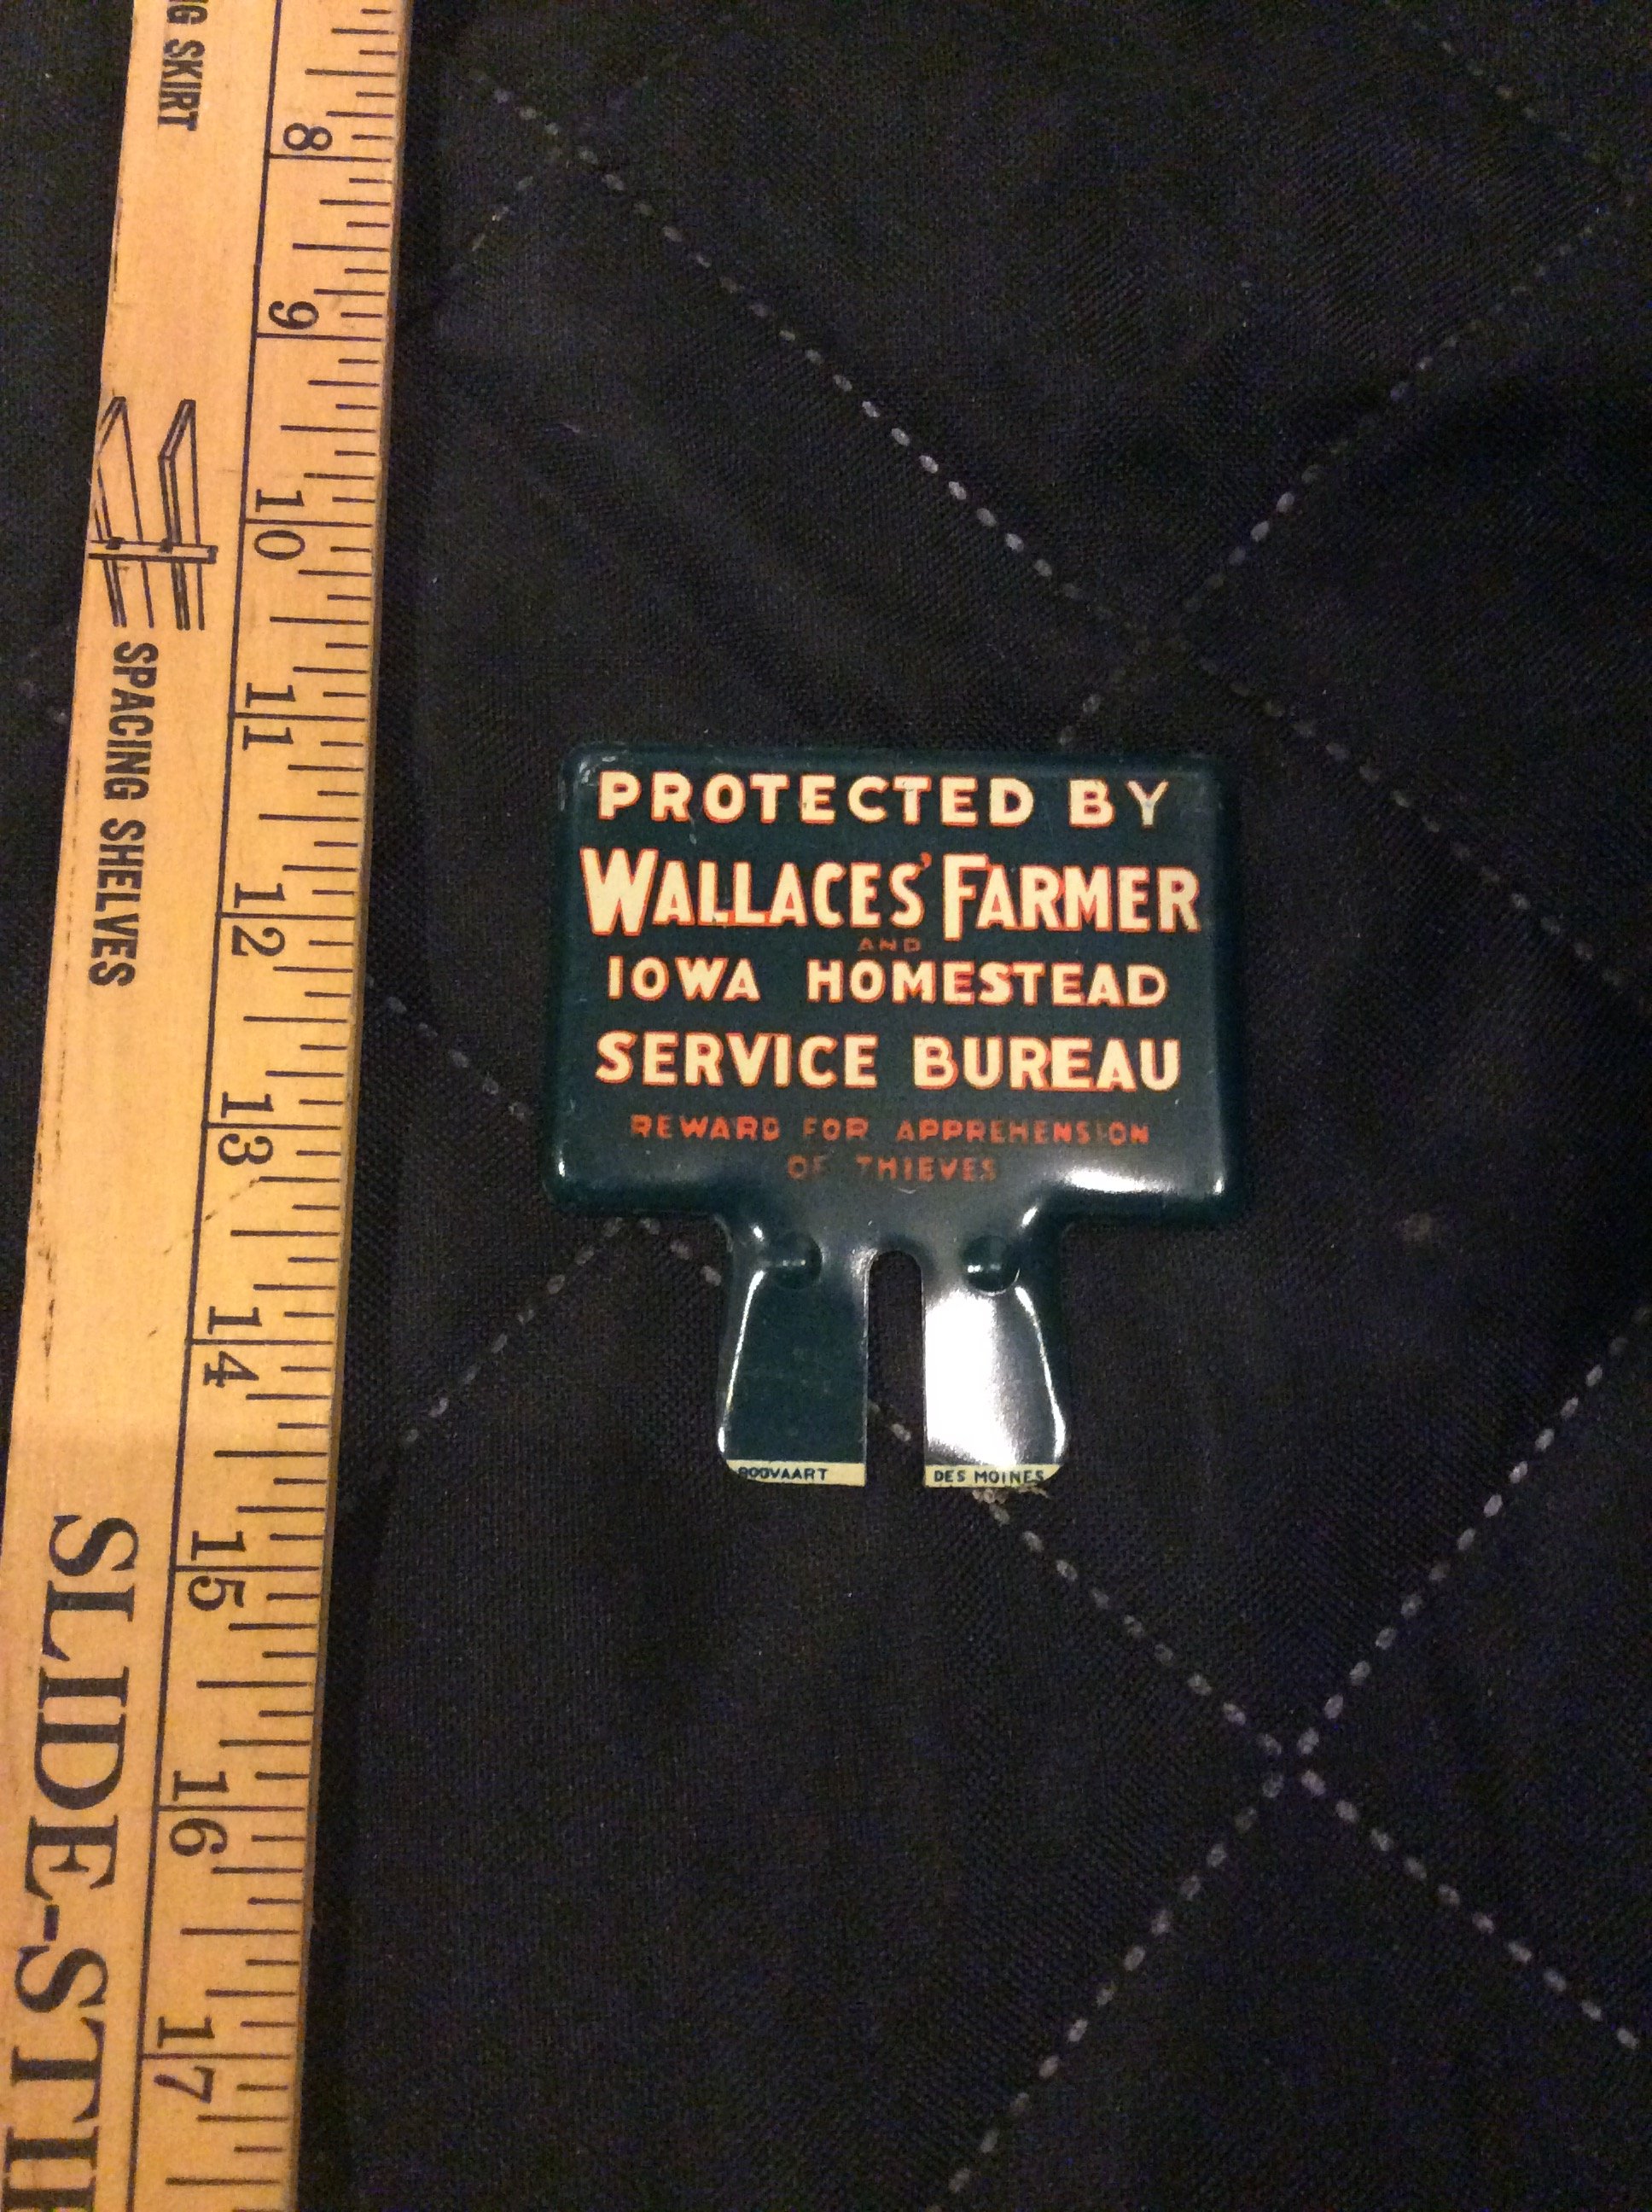 NG SKIRT
8
9
10
11
12
13
14
15
16
17
SPACING SHELVES
PROTECTED BY
WALLACES' FARMER
AND
IOWA HOMESTEAD
SERVICE BUREAU
REWARD FOR APPREHENSION
OF THIEVES
DES MOINES